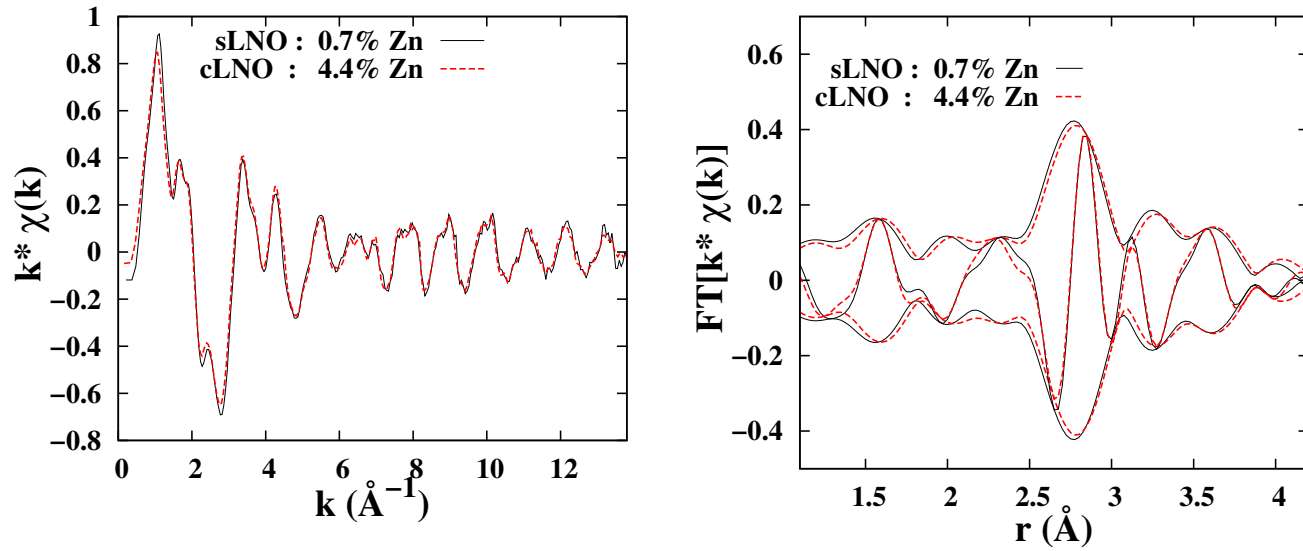 sLNO : 0.7% Zn
cLNO : 4.4% Zn
k* χ(k)
1
0.8
0.6
0.4
0.2
0
−0.2
−0.4
−0.6
−0.8
0 2 4 6 8 10 12
k (Å⁻¹)
sLNO : 0.7% Zn
cLNO : 4.4% Zn
FT[k* χ(k)]
0.6
0.4
0.2
0
−0.2
−0.4
1.5 2 2.5 3 3.5 4
r (Å)